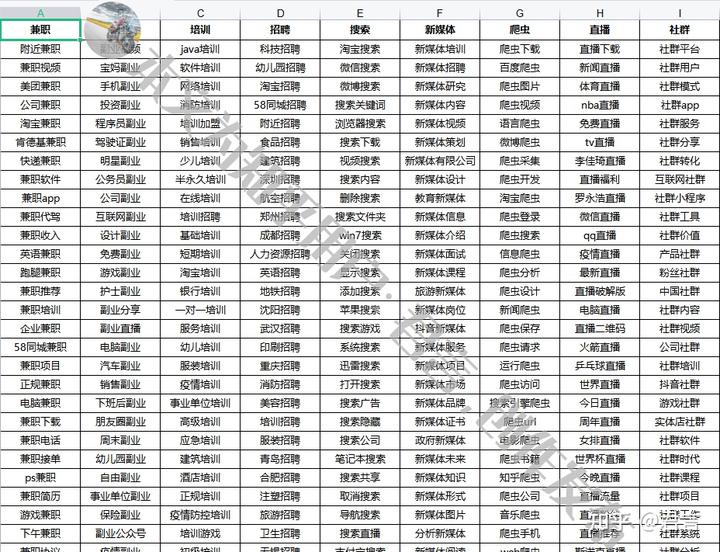 A B C D E F G H I
兼职 培训 招聘 搜索 新媒体 爬虫 直播 社群
附近兼职 java培训 科技招聘 淘宝搜索 新媒体培训 爬虫下载 直播下载 社群平台
兼职视频 宝妈副业 软件培训 幼儿园招聘 微信搜索 新媒体招聘 百度爬虫 新闻直播 社群用户
美团兼职 手机副业 网络培训 淘宝招聘 微博搜索 新媒体研究 爬虫图片 体育直播 社群模式
公司兼职 投资副业 消防培训 58同城招聘 搜索关键词 新媒体内容 爬虫视频 nba直播 社群app
淘宝兼职 程序员副业 培训加盟 附近招聘 浏览器搜索 新媒体视频 语言爬虫 免费直播 社群服务
肯德基兼职 驾驶证副业 销售培训 食品招聘 搜索下载 新媒体策划 微博爬虫 tv直播 社群分享
快递兼职 明星副业 少儿培训 建筑招聘 视频搜索 新媒体有限公司 爬虫采集 李佳琦直播 社群转化
兼职软件 公务员副业 半永久培训 深圳招聘 搜索内容 新媒体设计 爬虫开发 直播福利 互联网社群
兼职app 公司副业 在线培训 航空招聘 删除搜索 教育新媒体 淘宝爬虫 罗永浩直播 社群小程序
兼职代驾 互联网副业 培训招聘 郑州招聘 搜索文件夹 新媒体信息 爬虫登录 微信直播 社群工具
兼职收入 设计副业 基础培训 成都招聘 win7搜索 新媒体介绍 爬虫搜索 qq直播 社群价值
英语兼职 免费副业 短期培训 人力资源招聘 关闭搜索 新媒体面试 信息爬虫 疫情直播 产品社群
跑腿兼职 游戏副业 淘宝培训 英语招聘 显示搜索 新媒体课程 爬虫分析 最新直播 粉丝社群
兼职推荐 护士副业 银行培训 地铁招聘 添加搜索 旅游新媒体 爬虫设计 直播破解版 中国社群
兼职培训 副业分享 一对一培训 沈阳招聘 苹果搜索 新媒体岗位 新闻爬虫 电脑直播 社群内容
企业兼职 副业直播 服务培训 武汉招聘 搜索游戏 抖音新媒体 爬虫保存 直播二维码 社群视频
58同城兼职 电脑副业 幼儿培训 印刷招聘 系统搜索 新媒体服务 爬虫请求 火箭直播 公司社群
兼职项目 汽车副业 服装培训 重庆招聘 迅雷搜索 新媒体项目 运行爬虫 乒乓球直播 社群培训
正规兼职 销售副业 疫情培训 消防招聘 打开搜索 新媒体市场 爬虫访问 世界直播 抖音社群
电脑兼职 下班后副业 事业单位培训 美容招聘 搜索广告 新媒体品牌 搜索引擎爬虫 今日直播 游戏社群
兼职下载 朋友圈副业 高级培训 培训招聘 搜索隐藏 新媒体证书 爬虫url 周年直播 实体店社群
兼职电话 周末副业 应急培训 服装招聘 搜索公司 政府新媒体 电影爬虫 女排直播 社群软件
兼职接单 幼儿园副业 建筑培训 青岛招聘 笔记本搜索 新媒体未来 爬虫书籍 世界杯直播 社群时代
ps兼职 自由副业 酒店培训 合肥招聘 搜索共享 新媒体知识 知乎爬虫 今晚直播 社群课程
兼职简历 事业单位副业 正规培训 注塑招聘 取消搜索 新媒体形式 爬虫公司 直播流量 社群项目
游戏兼职 保险副业 疫情防控培训 旅游招聘 导航搜索 新媒体图片 音乐爬虫
下午兼职 副业公众号 培训游戏 卫生招聘 搜索直播 分析新媒体 爬虫手机 直播推荐 社群系统
知乎 @君言